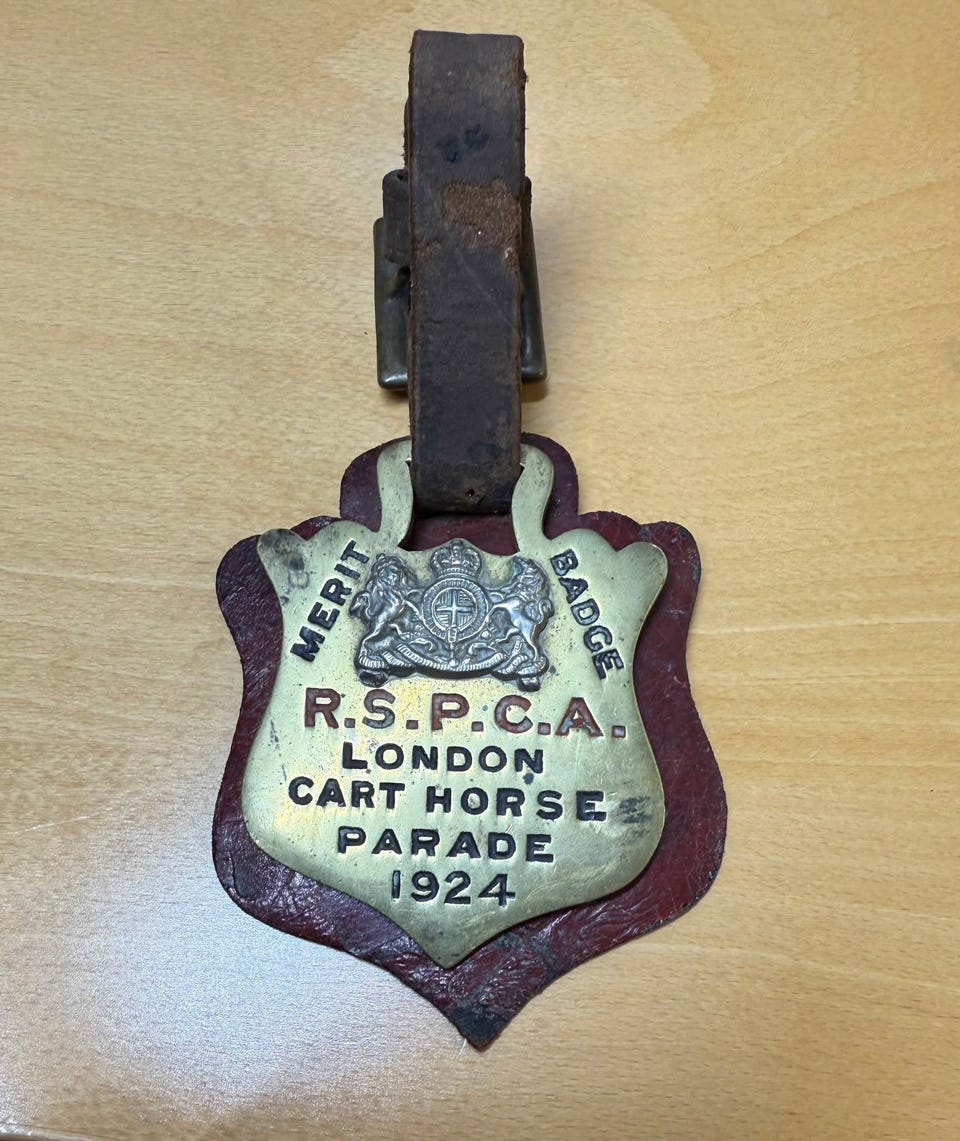 MERIT BADGE
R.S.P.C.A.
LONDON
CART HORSE
PARADE
1924